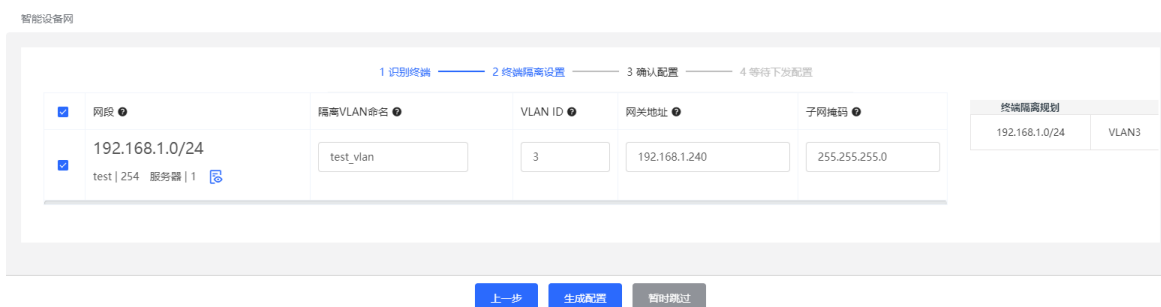 智能设备网
1 识别终端 2 终端隔离设置 3 确认配置 4 等待下发配置
网段 隔离VLAN命名 VLAN ID 网关地址 子网掩码
192.168.1.0/24 test_vlan 3 192.168.1.240 255.255.255.0
test | 254 服务器 | 1
终端隔离规划
192.168.1.0/24 VLAN3
上一步 生成配置 暂时跳过